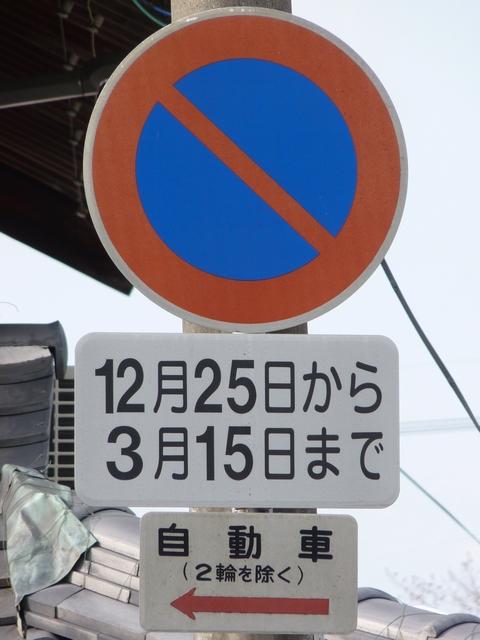 12月25日から
3月15日まで
自動車
(2輪を除く)